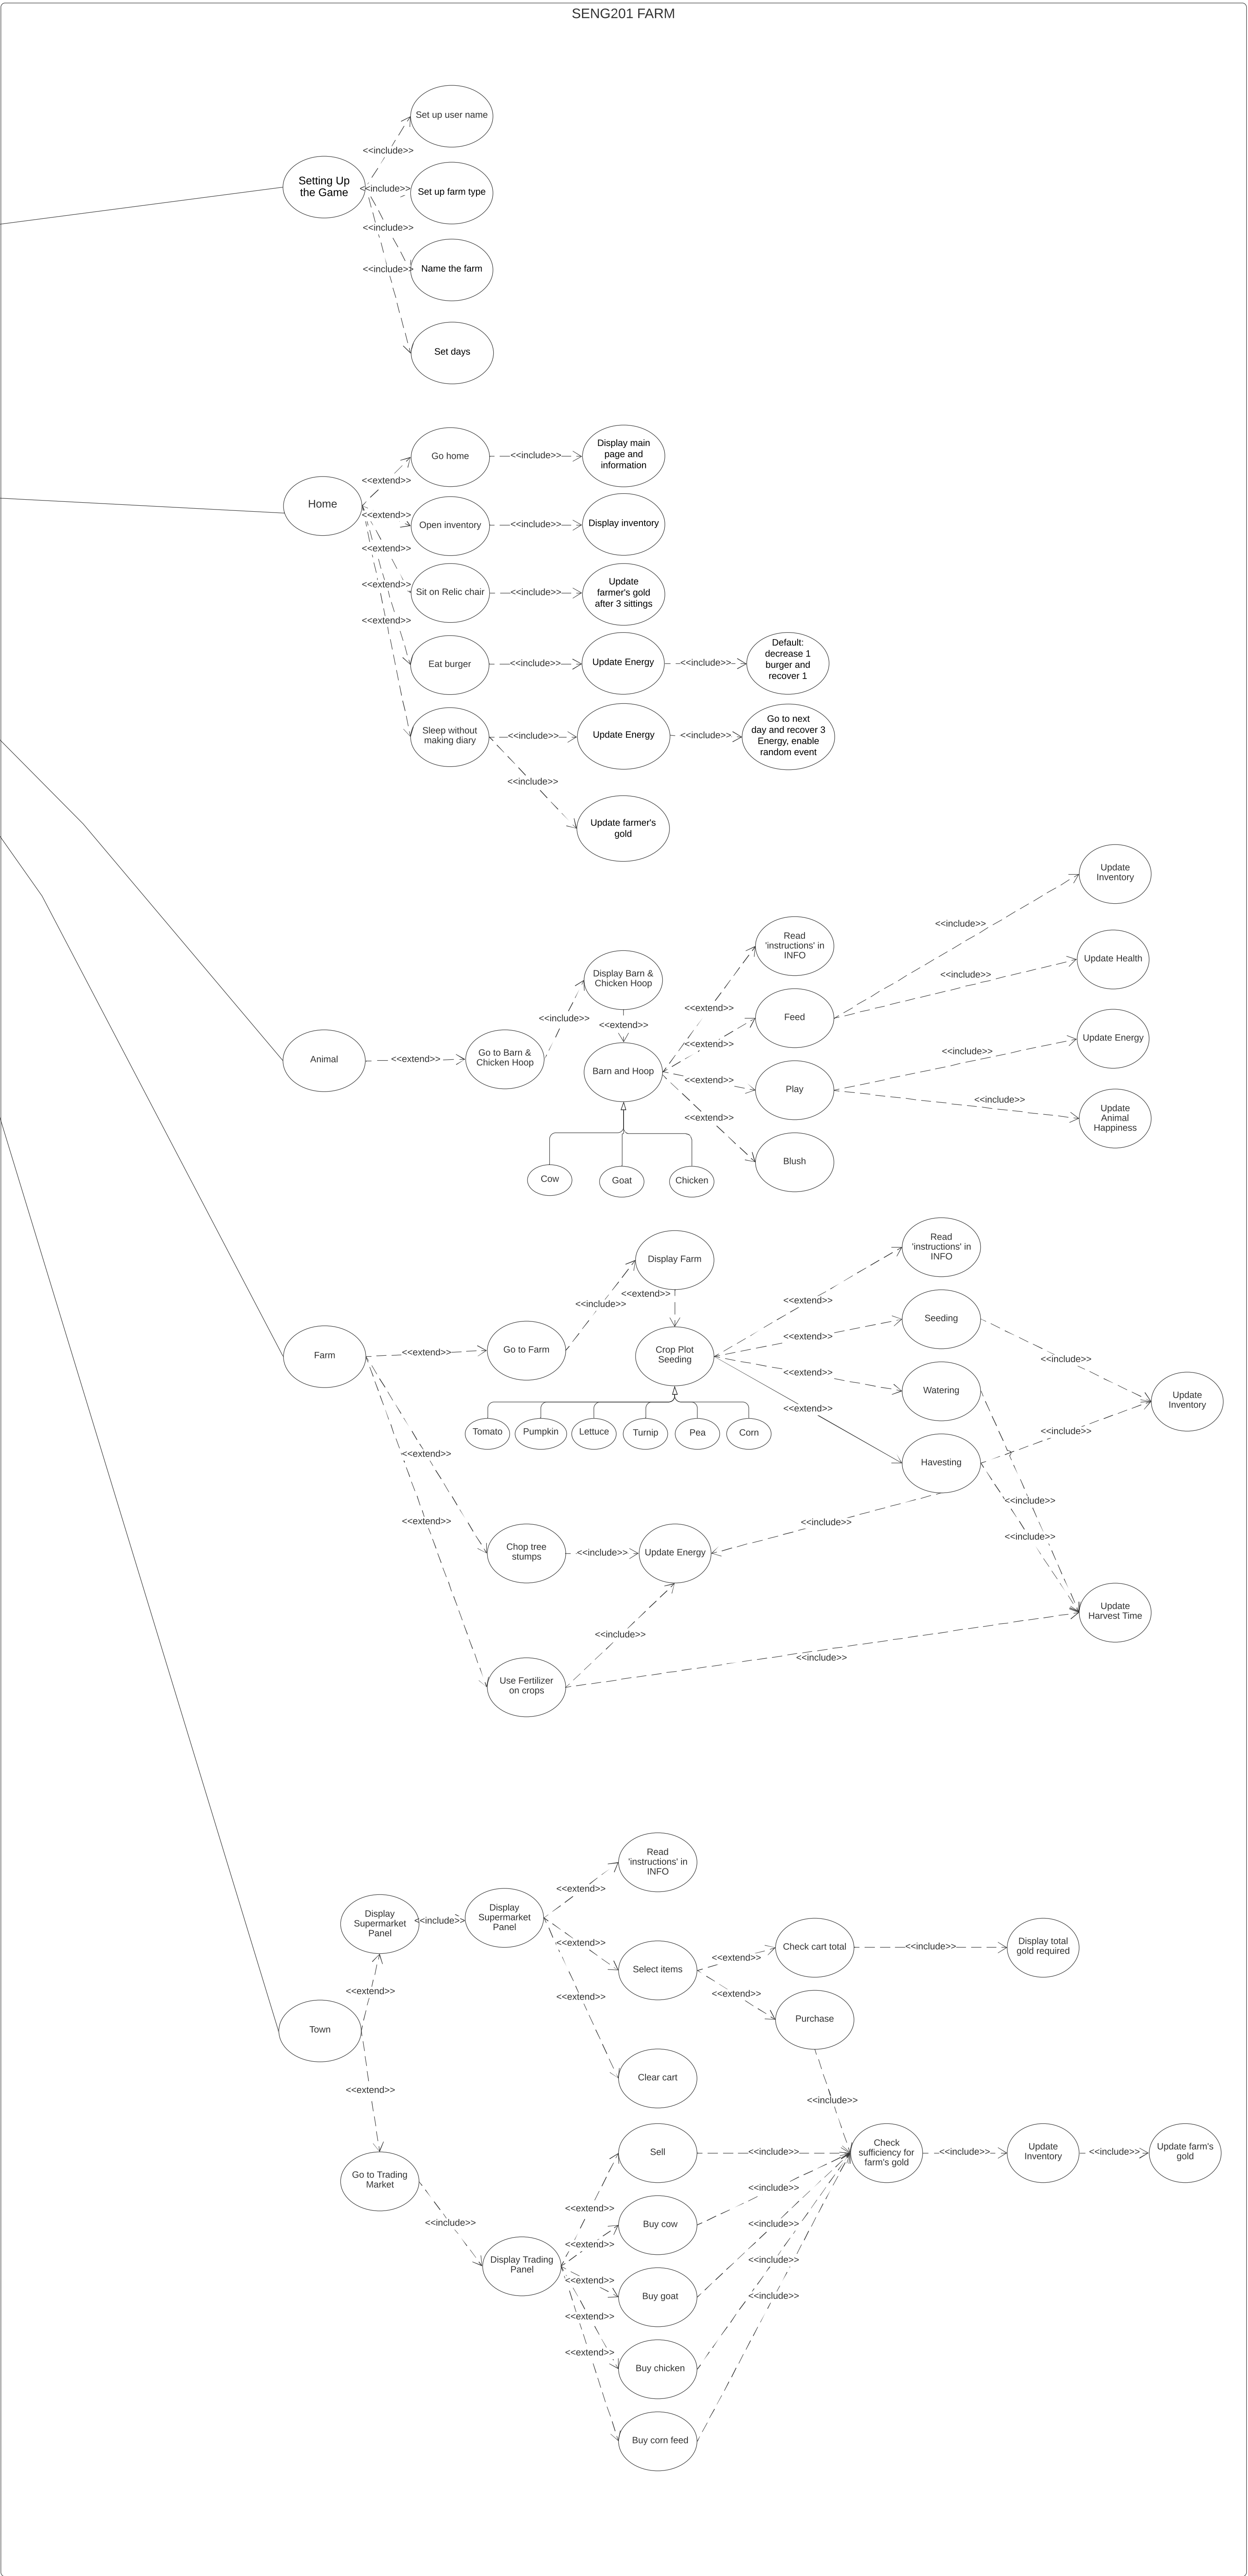 SENG201 FARM
Set up user name
<<include>>
Setting Up
the Game
<<include>>
Set up farm type
<<include>>
<<include>>
Name the farm
Set days
Go home
<<include>>
Display main
page and
information
<<extend>>
Home
<<extend>>
Open inventory
<<include>>
Display inventory
<<extend>>
<<extend>>
Sit on Relic chair
<<include>>
Update
farmer's gold
after 3 sittings
<<extend>>
Eat burger
<<include>>
Update Energy
<<include>>
Default:
decrease 1
burger and
recover 1
Sleep without
making diary
<<include>>
Update Energy
<<include>>
Go to next
day and recover 3
Energy, enable
random event
<<include>>
Update farmer's
gold
Update
Inventory
<<include>>
Read
'instructions' in
INFO
Update Health
<<include>>
Display Barn &
Chicken Hoop
<<extend>>
<<include>>
<<extend>>
Feed
<<extend>>
Update Energy
<<include>>
Animal
<<extend>>
Go to Barn &
Chicken Hoop
Barn and Hoop
<<extend>>
Play
<<include>>
Update
Animal
Happiness
<<extend>>
Blush
Cow
Goat
Chicken
Read
'instructions' in
INFO
Display Farm
<<extend>>
<<include>>
<<extend>>
Seeding
<<extend>>
Farm
<<extend>>
Go to Farm
Crop Plot
Seeding
<<include>>
<<extend>>
Watering
Update
Inventory
<<extend>>
Tomato
Pumpkin
Lettuce
Turnip
Pea
Corn
<<include>>
<<extend>>
Havesting
<<include>>
<<extend>>
<<include>>
<<include>>
Chop tree
stumps
<<include>>
Update Energy
Update
Harvest Time
<<include>>
<<include>>
Use Fertilizer
on crops
Read
'instructions' in
INFO
<<extend>>
Display
Supermarket
Panel
<<include>>
Display
Supermarket
Panel
<<extend>>
Check cart total
<<include>>
Display total
gold required
<<extend>>
Select items
<<extend>>
<<extend>>
<<extend>>
Purchase
Town
Clear cart
<<extend>>
<<include>>
Sell
<<include>>
Check
sufficiency for
farm's gold
<<include>>
Update
Inventory
<<include>>
Update farm's
gold
Go to Trading
Market
<<include>>
<<extend>>
<<include>>
Buy cow
<<include>>
<<extend>>
Display Trading
Panel
<<include>>
<<extend>>
Buy goat
<<include>>
<<extend>>
<<extend>>
Buy chicken
Buy corn feed